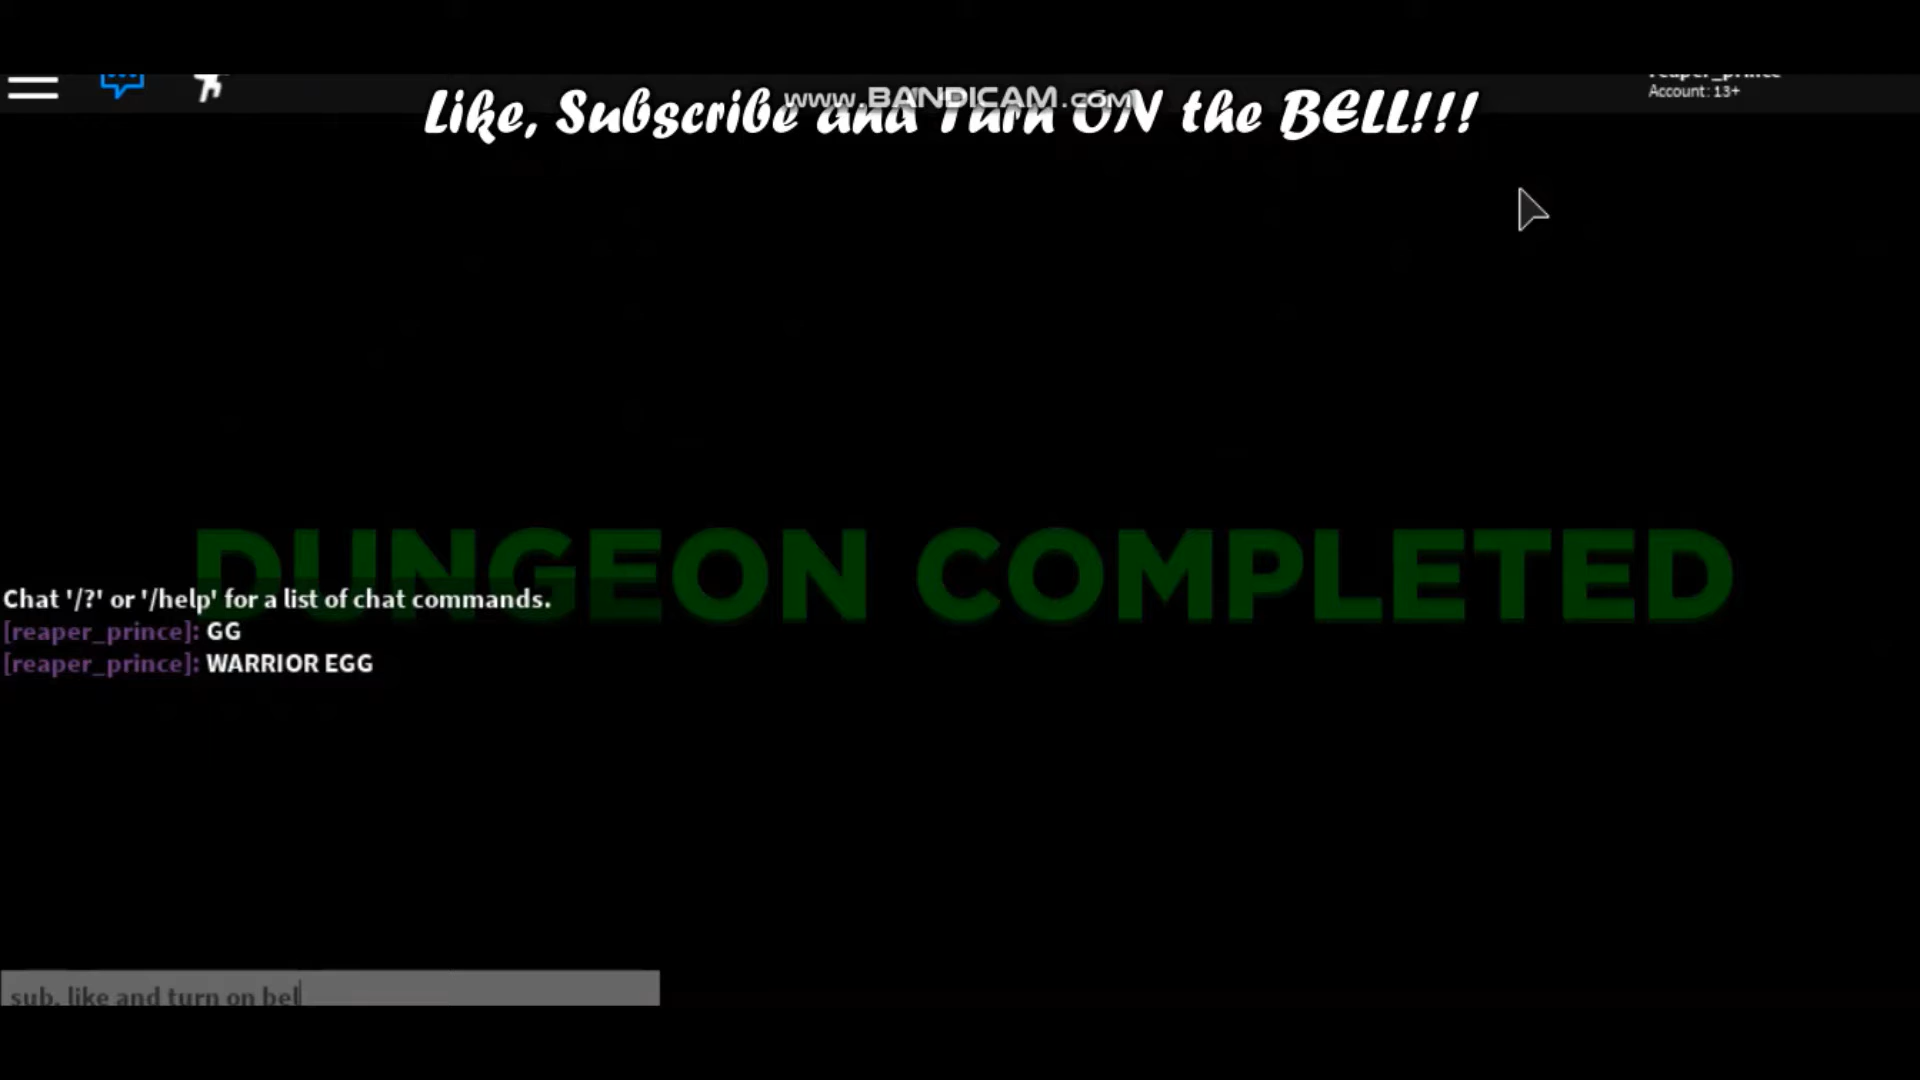 reaper_prince
Account: 13+
www.BANDICAM.com
Like, Subscribe and Turn ON the BELL!!!
DUNGEON COMPLETED
Chat '/?' or '/help' for a list of chat commands.
[reaper_prince]: GG
[reaper_prince]: WARRIOR EGG
sub, like and turn on bel